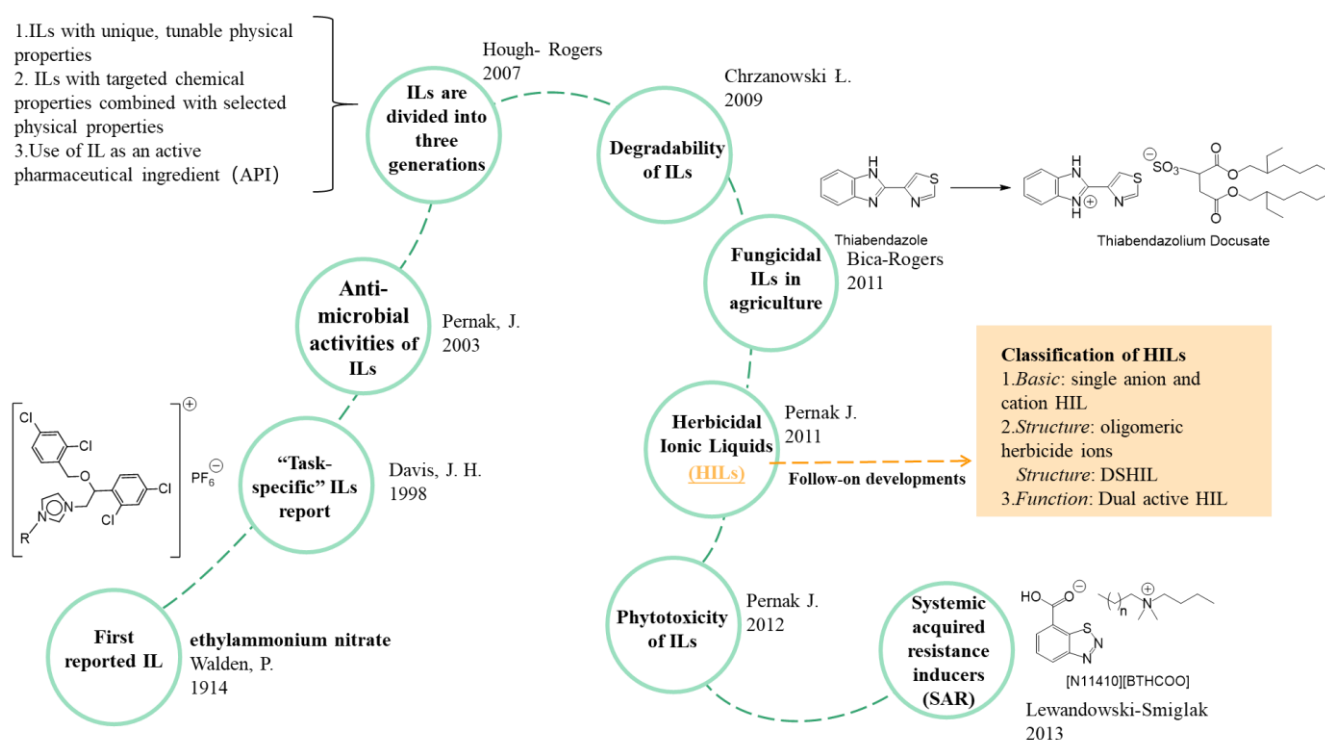 1.ILs with unique, tunable physical
properties
2. ILs with targeted chemical
properties combined with selected
physical properties
3.Use of IL as an active
pharmaceutical ingredient (API)
ILs are
divided into
three
generations
Hough- Rogers
2007
Degradability
of ILs
Chrzanowski Ł.
2009
H
N
N
S
N
Thiabendazole
H
N
N
H
⊕
S
N
⊖
SO3
O
O
O
O
Thiabendazolium Docusate
Fungicidal
ILs in
agriculture
Bica-Rogers
2011
Anti-
microbial
activities of
ILs
Pernak, J.
2003
Herbicidal
Ionic Liquids
(HILs)
Pernak J.
2011
Follow-on developments
Classification of HILs
1.Basic: single anion and
cation HIL
2.Structure: oligomeric
herbicide ions
Structure: DSHIL
3.Function: Dual active HIL
Cl
Cl
O
Cl
Cl
N
N
R
⊕
PF6⊖
“Task-
specific” ILs
report
Davis, J. H.
1998
First
reported IL
ethylammonium nitrate
Walden, P.
1914
Phytotoxicity
of ILs
Pernak J.
2012
Systemic
acquired
resistance
inducers
(SAR)
HO
O⊖
S
N
N
n
N
⊕
[N11410][BTHCOO]
Lewandowski-Smiglak
2013